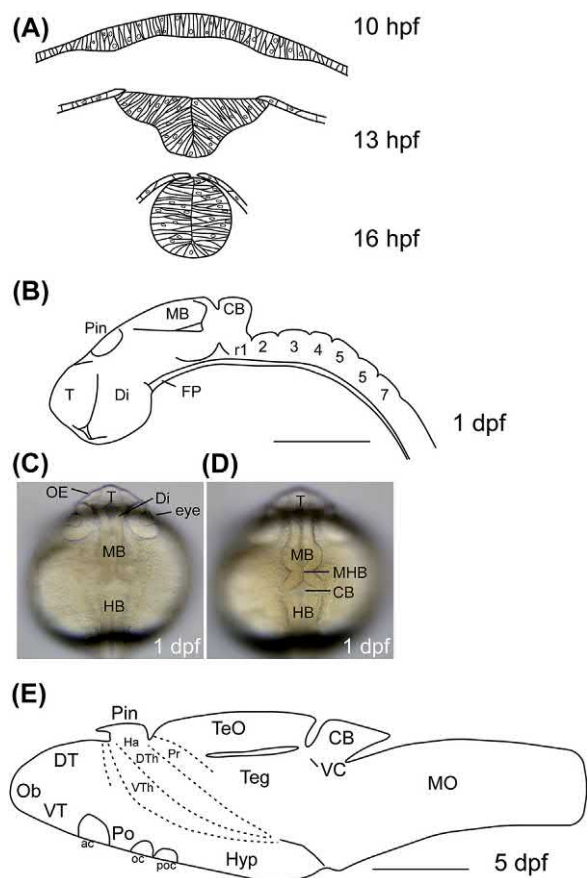 (A)
10 hpf
13 hpf
16 hpf
(B)
MB CB
Pin
r1 2 3 4 5 5 7
T Di FP
1 dpf
(C) (D)
OE T Di eye
MB
HB
1 dpf
T
MB
MHB
CB
HB
1 dpf
(E)
Pin
TeO CB
DT Ha DTh Pr
VTh Teg VC MO
Ob
VT
Po
ac oc poc
Hyp
5 dpf